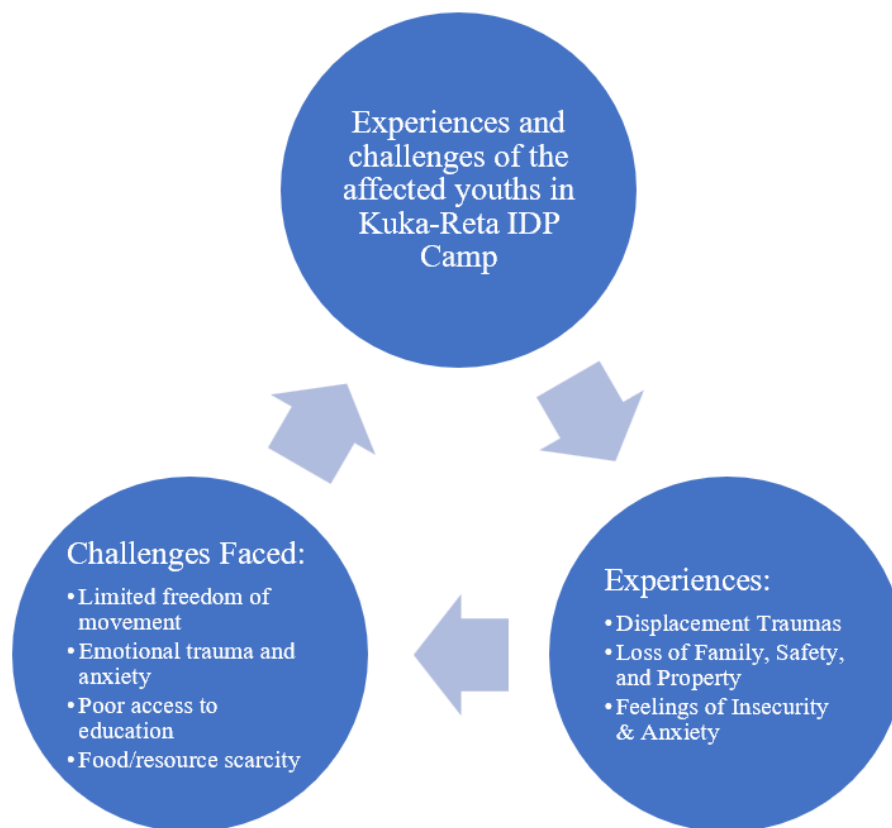 Experiences and
challenges of the
affected youths in
Kuka-Reta IDP
Camp
Experiences:
• Displacement Traumas
• Loss of Family, Safety,
and Property
• Feelings of Insecurity
& Anxiety
Challenges Faced:
• Limited freedom of
movement
• Emotional trauma and
anxiety
• Poor access to
education
• Food/resource scarcity